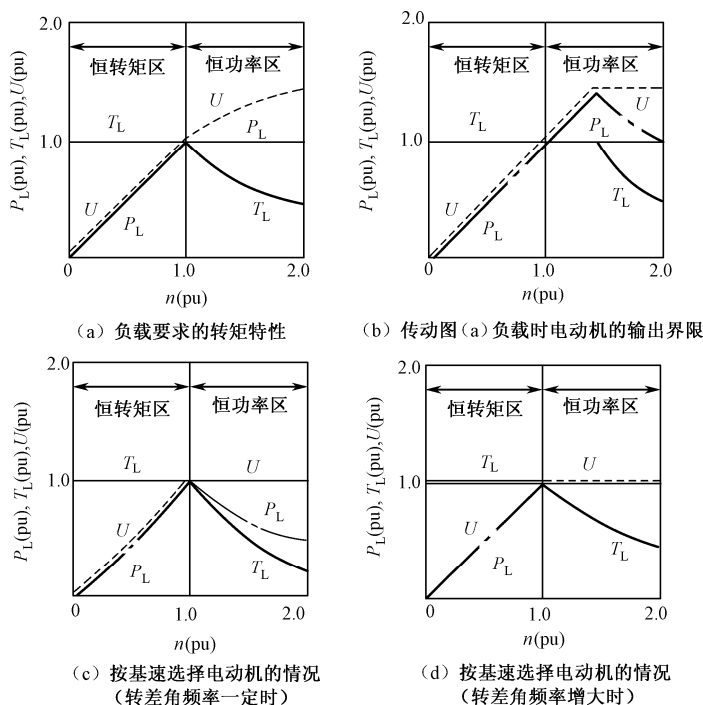 2.0
恒转矩区
恒功率区
U
T_L
P_L
1.0
U
P_L
T_L
0
1.0
2.0
n(pu)
P_L(pu), T_L(pu),U(pu)
(a) 负载要求的转矩特性
2.0
恒转矩区
恒功率区
U
T_L
P_L
1.0
U
P_L
T_L
0
1.0
2.0
n(pu)
P_L(pu), T_L(pu),U(pu)
(b) 传动图(a)负载时电动机的输出界限
2.0
恒转矩区
恒功率区
T_L
U
1.0
U
P_L
P_L
T_L
0
1.0
2.0
n(pu)
P_L(pu), T_L(pu),U(pu)
(c) 按基速选择电动机的情况
(转差角频率一定时)
2.0
恒转矩区
恒功率区
T_L
U
1.0
U
P_L
T_L
0
1.0
2.0
n(pu)
P_L(pu), T_L(pu),U(pu)
(d) 按基速选择电动机的情况
(转差角频率增大时)